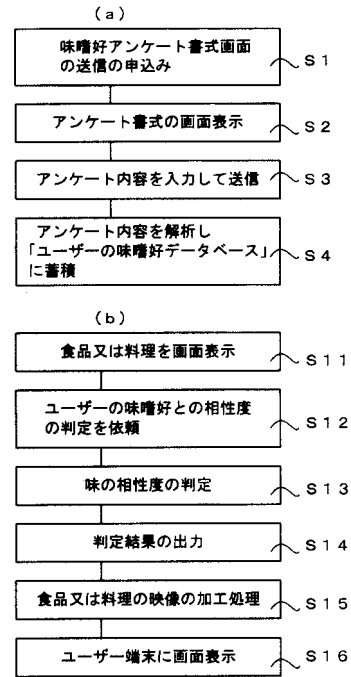 （a）
味嗜好アンケート書式画面
の送信の申込み
S1
アンケート書式の画面表示
S2
アンケート内容を入力して送信
S3
アンケート内容を解析し
「ユーザーの味嗜好データベース」
に蓄積
S4
（b）
食品又は料理を画面表示
S11
ユーザーの味嗜好との相性度
の判定を依頼
S12
味の相性度の判定
S13
判定結果の出力
S14
食品又は料理の映像の加工処理
S15
ユーザー端末に画面表示
S16